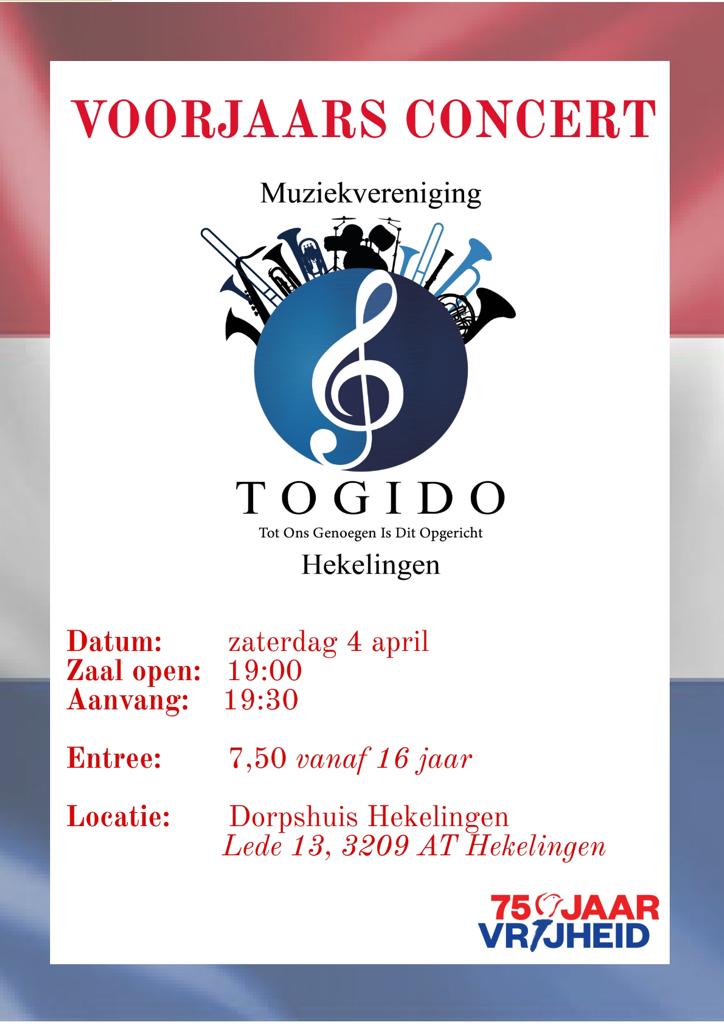 VOORJAARS CONCERT
Muziekvereniging
TOGIDO
Tot Ons Genoegen Is Dit Opgericht
Hekelingen
Datum: zaterdag 4 april
Zaal open: 19:00
Aanvang: 19:30
Entree: 7,50 vanaf 16 jaar
Locatie: Dorpshuis Hekelingen
Lede 13, 3209 AT Hekelingen
75 JAAR
VRIJHEID